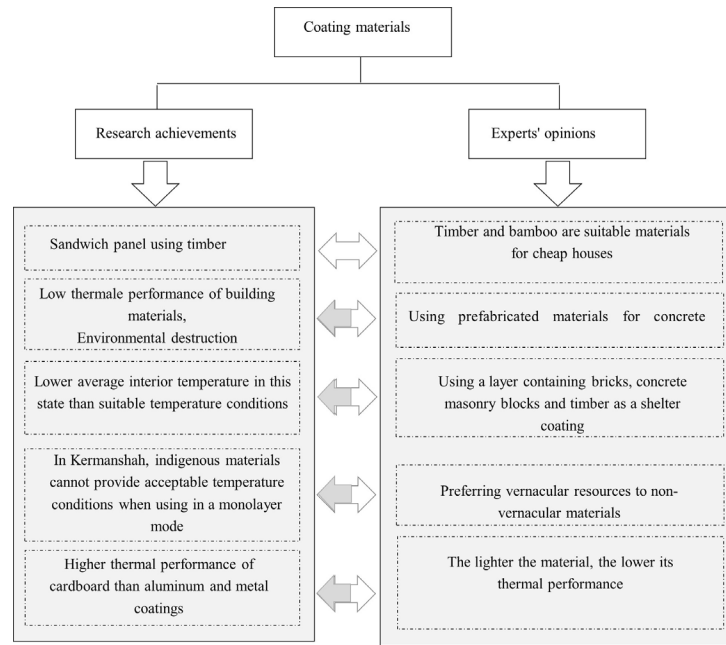 Coating materials
Research achievements
Experts' opinions
Sandwich panel using timber
Low thermale performance of building
materials,
Environmental destruction
Lower average interior temperature in this
state than suitable temperature conditions
In Kermanshah, indigenous materials
cannot provide acceptable temperature
conditions when using in a monolayer
mode
Higher thermal performance of
cardboard than aluminum and metal
coatings
Timber and bamboo are suitable materials
for cheap houses
Using prefabricated materials for concrete
Using a layer containing bricks, concrete
masonry blocks and timber as a shelter
coating
Preferring vernacular resources to non-
vernacular materials
The lighter the material, the lower its
thermal performance